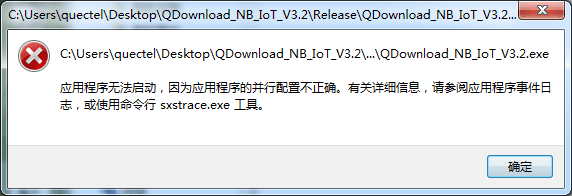 C:\Users\quectel\Desktop\QDownload_NB_IoT_V3.2\Release\QDownload_NB_IoT_V3.2...
C:\Users\quectel\Desktop\QDownload_NB_IoT_V3.2\...\QDownload_NB_IoT_V3.2.exe
应用程序无法启动，因为应用程序的并行配置不正确。有关详细信息，请参阅应用程序事件日
志，或使用命令行 sxstrace.exe 工具。
确定